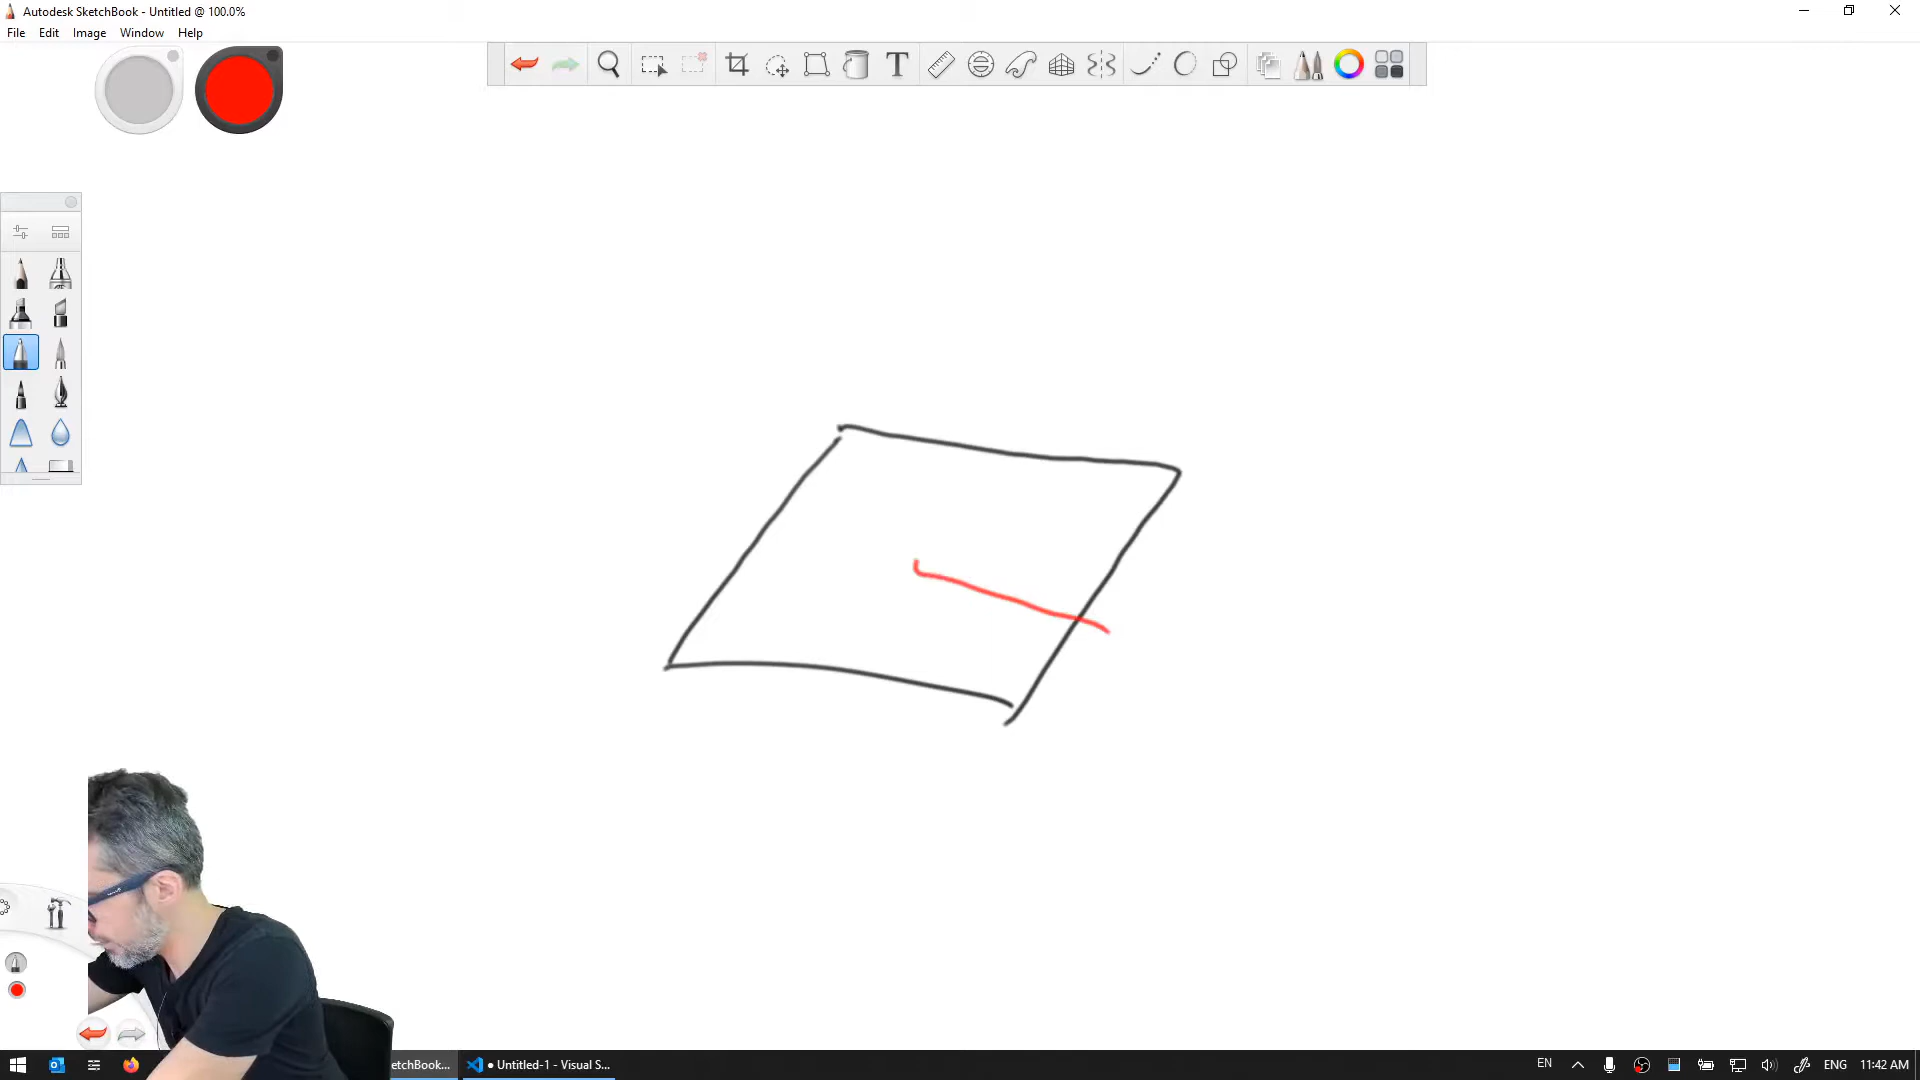 Autodesk SketchBook - Untitled @ 100.0%
File Edit Image Window Help
T
etchBook...
● Untitled-1 - Visual S...
EN
ENG
11:42 AM